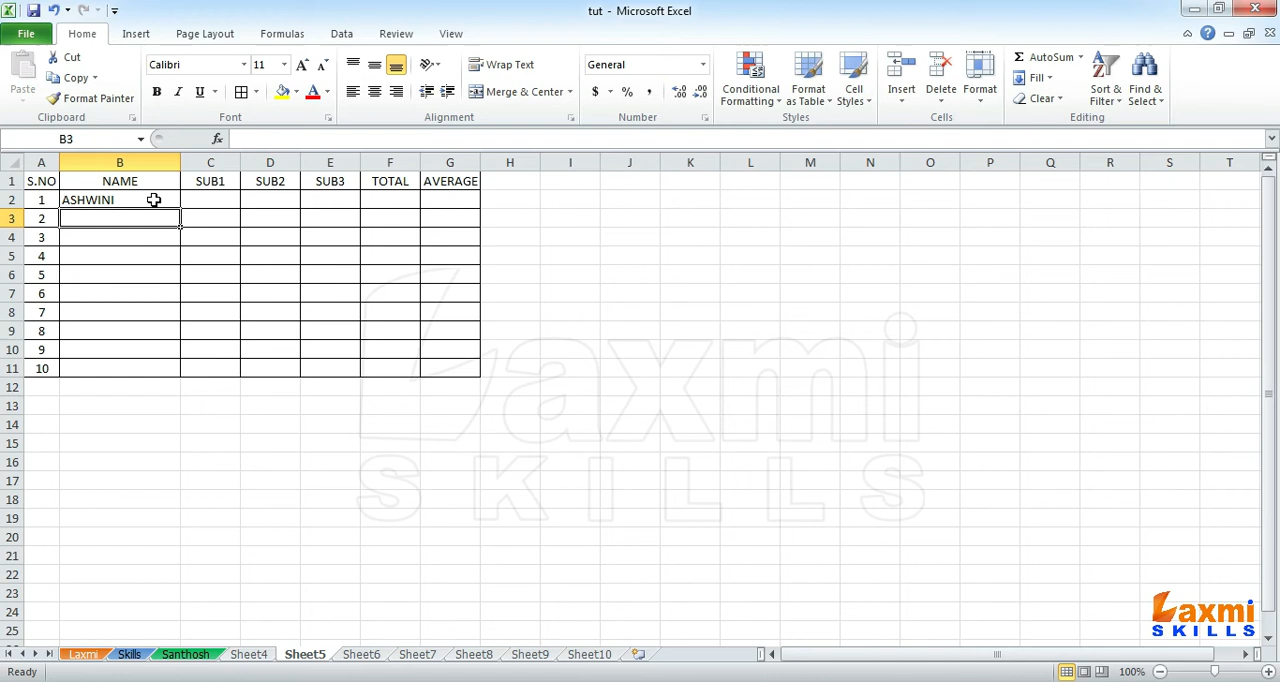 tut - Microsoft Excel
File Home Insert Page Layout Formulas Data Review View
Cut
Copy
Format Painter
Paste
Clipboard
Calibri 11
B I U
Font
Wrap Text
Merge & Center
Alignment
General
$ % ,
Number
Conditional Formatting
Format as Table
Cell Styles
Styles
Insert Delete Format
Cells
Σ AutoSum
Fill
Clear
Sort & Filter
Find & Select
Editing
B3 fx
A B C D E F G H I J K L M N O P Q R S T
1 S.NO NAME SUB1 SUB2 SUB3 TOTAL AVERAGE
2 1 ASHWINI
3 2
4 3
5 4
6 5
7 6
8 7
9 8
10 9
11 10
12
13
14
15
16
17
18
19
20
21
22
23
24
25
Laxmi
SKILLS
Laxmi
SKILLS
Laxmi Skills Santhosh Sheet4 Sheet5 Sheet6 Sheet7 Sheet8 Sheet9 Sheet10
Ready 100%